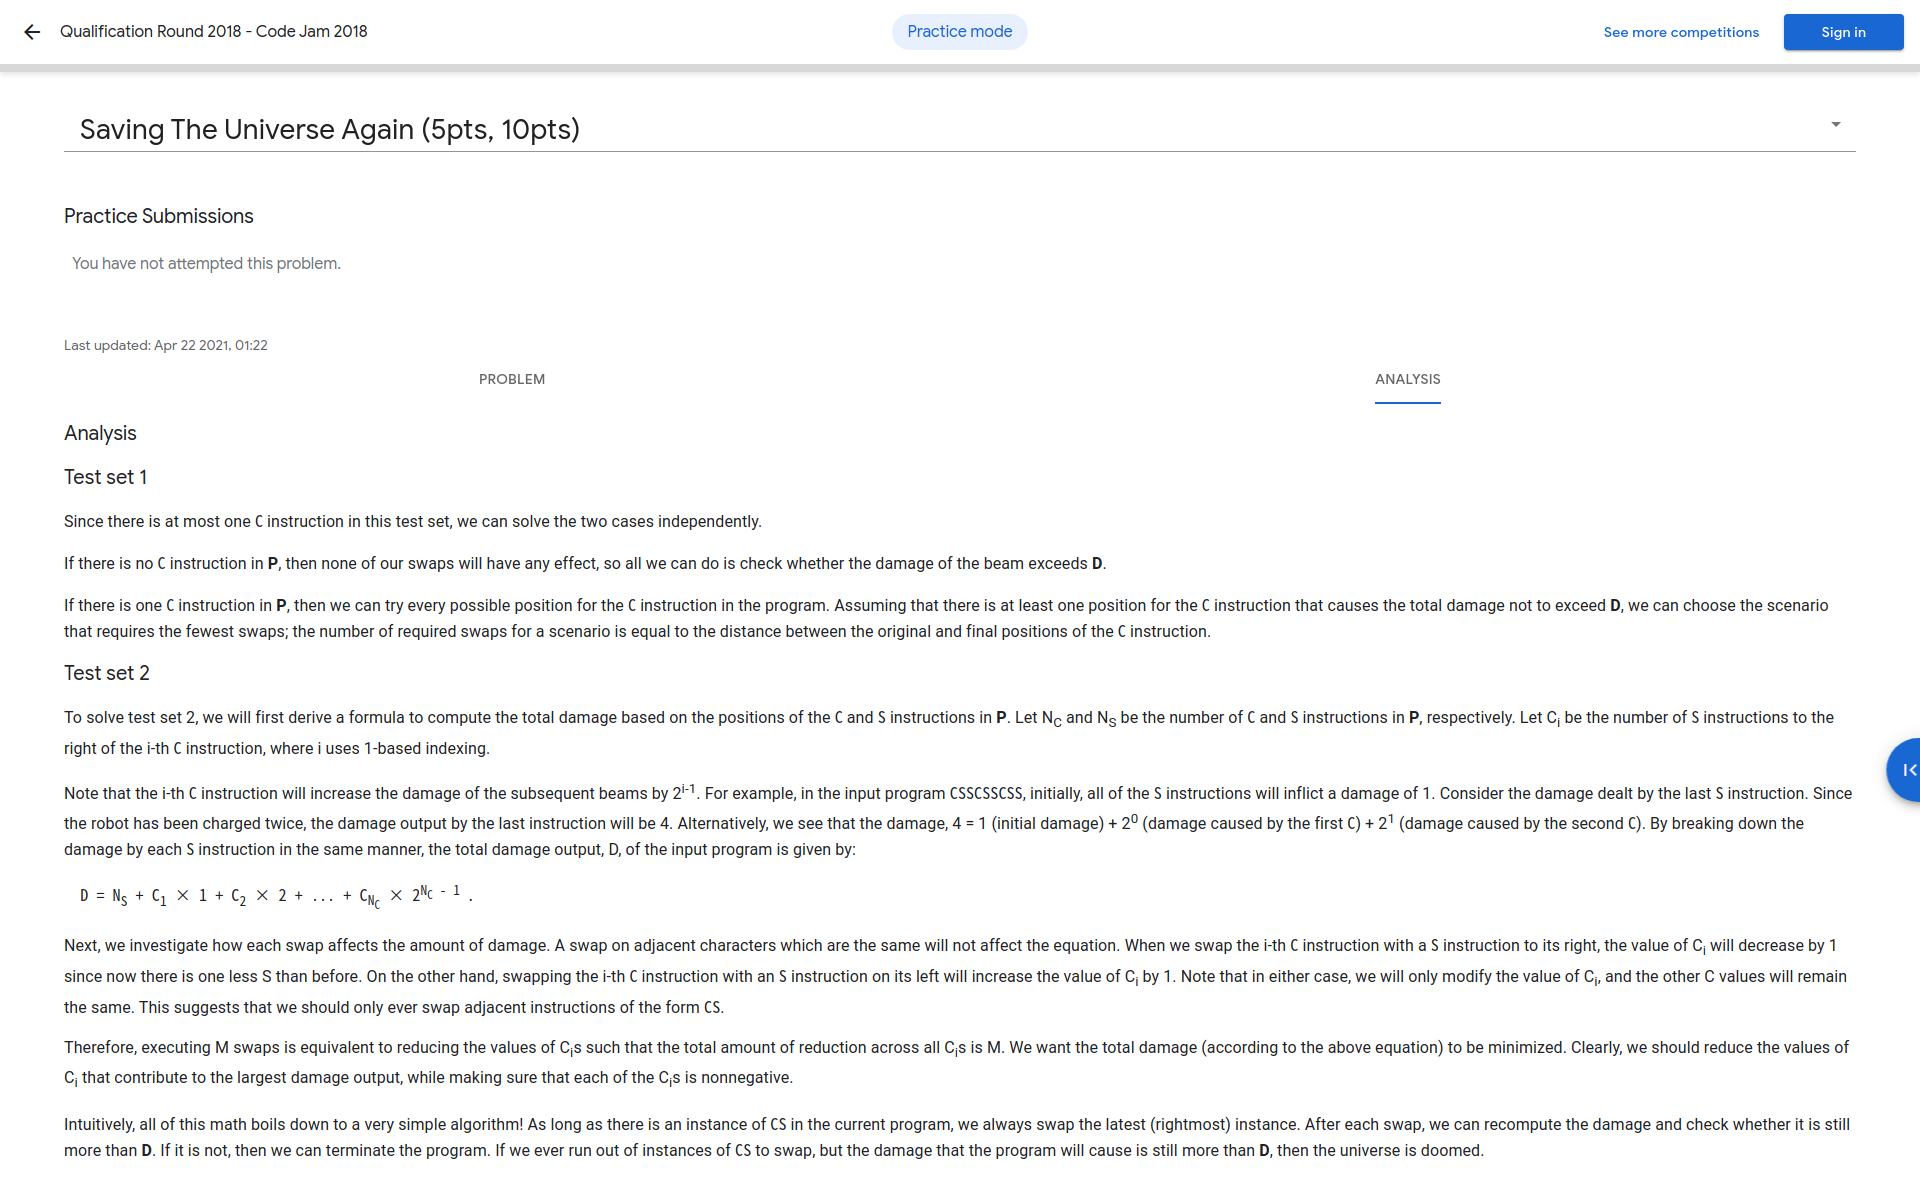 Qualification Round 2018 - Code Jam 2018
Practice mode
See more competitions
Sign in
Saving The Universe Again (5pts, 10pts)
Practice Submissions
You have not attempted this problem.
Last updated: Apr 22 2021, 01:22
PROBLEM
ANALYSIS
Analysis
Test set 1
Since there is at most one C instruction in this test set, we can solve the two cases independently.
If there is no C instruction in P, then none of our swaps will have any effect, so all we can do is check whether the damage of the beam exceeds D.
If there is one C instruction in P, then we can try every possible position for the C instruction in the program. Assuming that there is at least one position for the C instruction that causes the total damage not to exceed D, we can choose the scenario
that requires the fewest swaps; the number of required swaps for a scenario is equal to the distance between the original and final positions of the C instruction.
Test set 2
To solve test set 2, we will first derive a formula to compute the total damage based on the positions of the C and S instructions in P. Let N_C and N_S be the number of C and S instructions in P, respectively. Let C_i be the number of S instructions to the
right of the i-th C instruction, where i uses 1-based indexing.
Note that the i-th C instruction will increase the damage of the subsequent beams by 2^{i-1}. For example, in the input program CSSCSSCSS, initially, all of the S instructions will inflict a damage of 1. Consider the damage dealt by the last S instruction. Since
the robot has been charged twice, the damage output by the last instruction will be 4. Alternatively, we see that the damage, 4 = 1 (initial damage) + 2^0 (damage caused by the first C) + 2^1 (damage caused by the second C). By breaking down the
damage by each S instruction in the same manner, the total damage output, D, of the input program is given by:
D = N_S + C_1 × 1 + C_2 × 2 + ... + C_{N_C} × 2^{N_C - 1} .
Next, we investigate how each swap affects the amount of damage. A swap on adjacent characters which are the same will not affect the equation. When we swap the i-th C instruction with a S instruction to its right, the value of C_i will decrease by 1
since now there is one less S than before. On the other hand, swapping the i-th C instruction with an S instruction on its left will increase the value of C_i by 1. Note that in either case, we will only modify the value of C_i, and the other C values will remain
the same. This suggests that we should only ever swap adjacent instructions of the form CS.
Therefore, executing M swaps is equivalent to reducing the values of C_is such that the total amount of reduction across all C_is is M. We want the total damage (according to the above equation) to be minimized. Clearly, we should reduce the values of
C_i that contribute to the largest damage output, while making sure that each of the C_is is nonnegative.
Intuitively, all of this math boils down to a very simple algorithm! As long as there is an instance of CS in the current program, we always swap the latest (rightmost) instance. After each swap, we can recompute the damage and check whether it is still
more than D. If it is not, then we can terminate the program. If we ever run out of instances of CS to swap, but the damage that the program will cause is still more than D, then the universe is doomed.